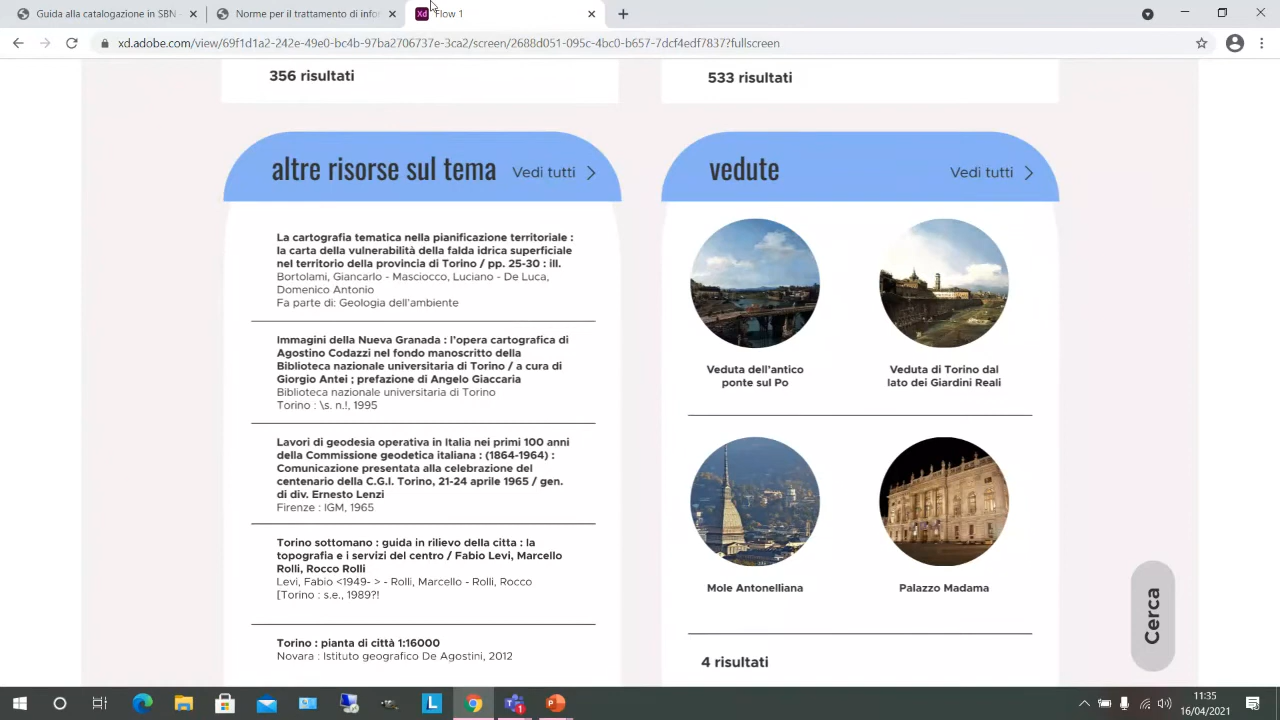 Guida alla catalogazione in SBN
Norme per il trattamento di info
Xd
Flow 1
xd.adobe.com/view/69f1d1a2-242e-49e0-bc4b-97ba2706737e-3ca2/screen/2688d051-095c-4bc0-b657-7dcf4edf7837?fullscreen
356 risultati
533 risultati
altre risorse sul tema
Vedi tutti
La cartografia tematica nella pianificazione territoriale :
la carta della vulnerabilità della falda idrica superficiale
nel territorio della provincia di Torino / pp. 25-30 : ill.
Bortolami, Giancarlo - Masciocco, Luciano - De Luca,
Domenico Antonio
Fa parte di: Geologia dell'ambiente
Immagini della Nueva Granada : l'opera cartografica di
Agostino Codazzi nel fondo manoscritto della
Biblioteca nazionale universitaria di Torino / a cura di
Giorgio Antei ; prefazione di Angelo Giaccaria
Biblioteca nazionale universitaria di Torino
Torino : \s. n.!, 1995
Lavori di geodesia operativa in Italia nei primi 100 anni
della Commissione geodetica italiana : (1864-1964) :
Comunicazione presentata alla celebrazione del
centenario della C.G.I. Torino, 21-24 aprile 1965 / gen.
di div. Ernesto Lenzi
Firenze : IGM, 1965
Torino sottomano : guida in rilievo della citta : la
topografia e i servizi del centro / Fabio Levi, Marcello
Rolli, Rocco Rolli
Levi, Fabio <1949- > - Rolli, Marcello - Rolli, Rocco
[Torino : s.e., 1989?!
Torino : pianta di città 1:16000
Novara : Istituto geografico De Agostini, 2012
vedute
Vedi tutti
Veduta dell'antico
ponte sul Po
Veduta di Torino dal
lato dei Giardini Reali
Mole Antonelliana
Palazzo Madama
4 risultati
Cerca
L
1
11:35
16/04/2021